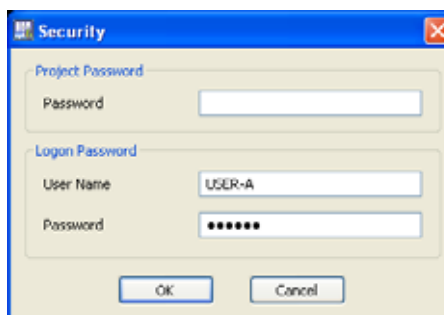 Security
Project Password
Password
Logon Password
User Name USER-A
Password ●●●●●●
OK Cancel